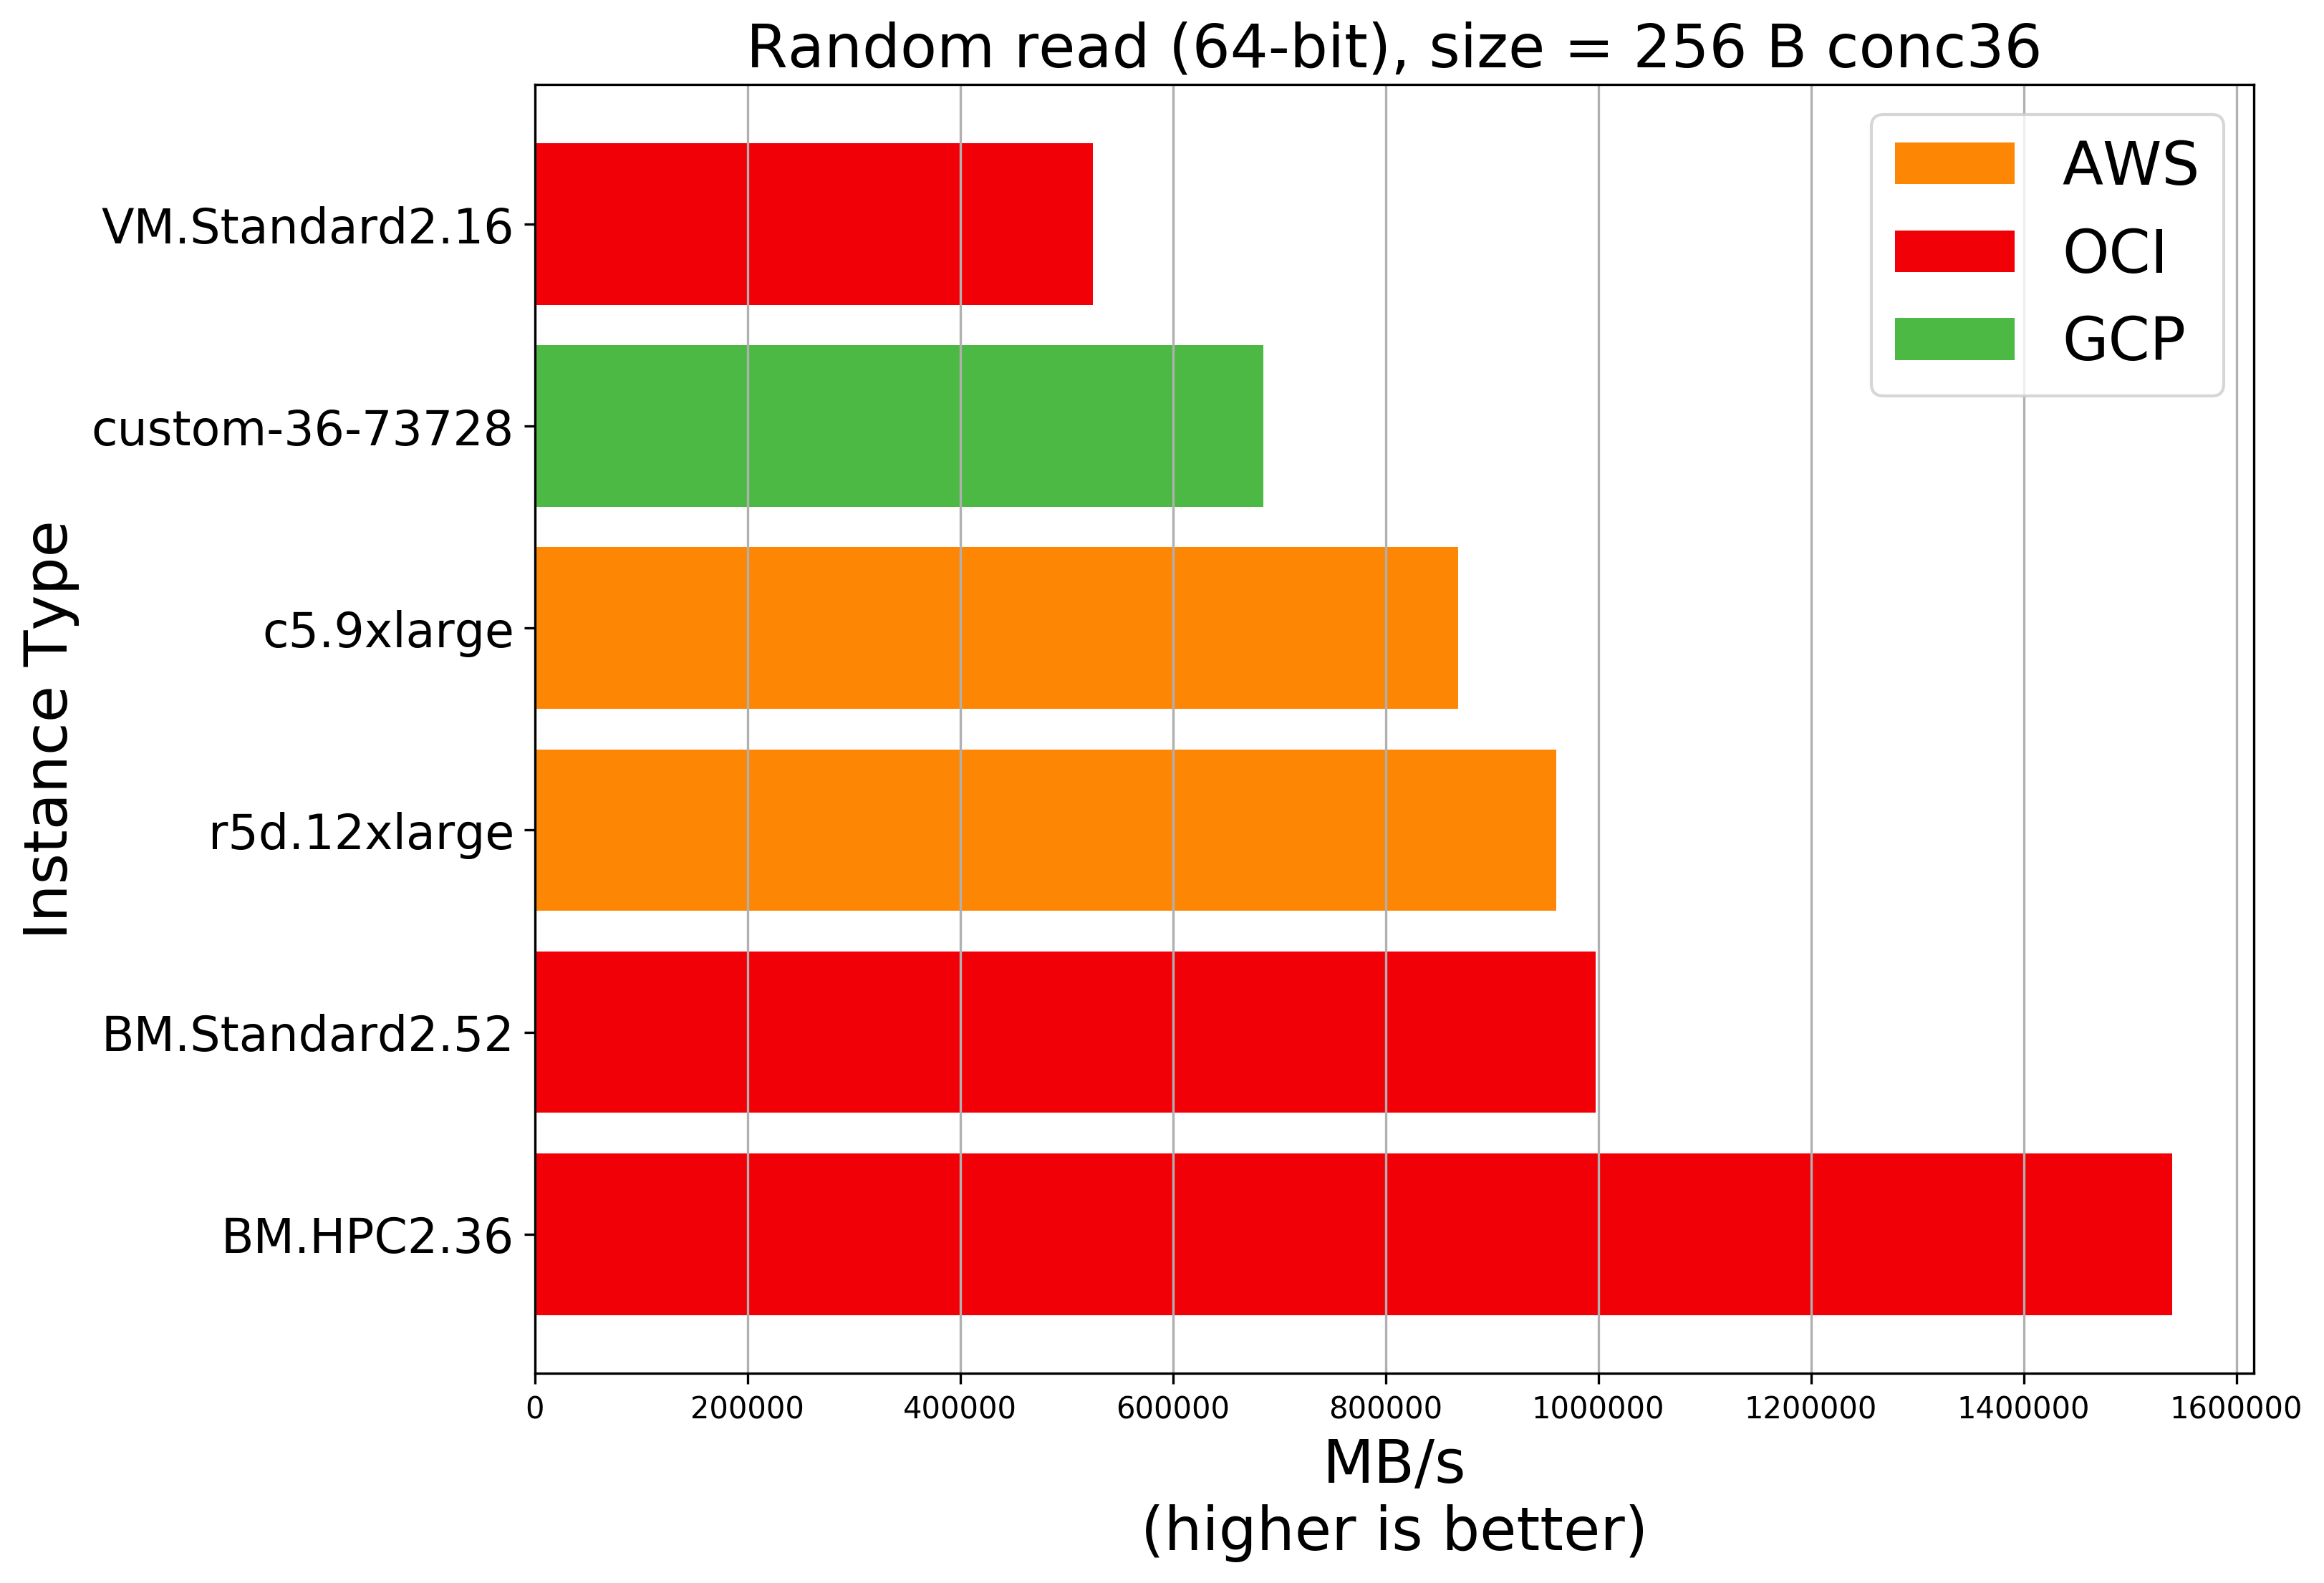 Random read (64-bit), size = 256 B conc36
AWS
OCI
GCP
Instance Type
VM.Standard2.16
custom-36-73728
c5.9xlarge
r5d.12xlarge
BM.Standard2.52
BM.HPC2.36
0 200000 400000 600000 800000 1000000 1200000 1400000 1600000
MB/s
(higher is better)